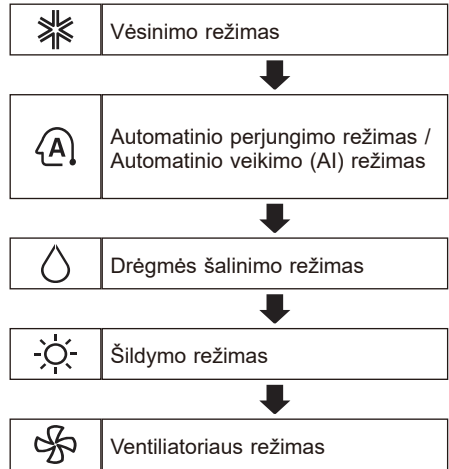 Vėsinimo režimas
A
Automatinio perjungimo režimas /
Automatinio veikimo (AI) režimas
Drėgmės šalinimo režimas
Šildymo režimas
Ventiliatoriaus režimas